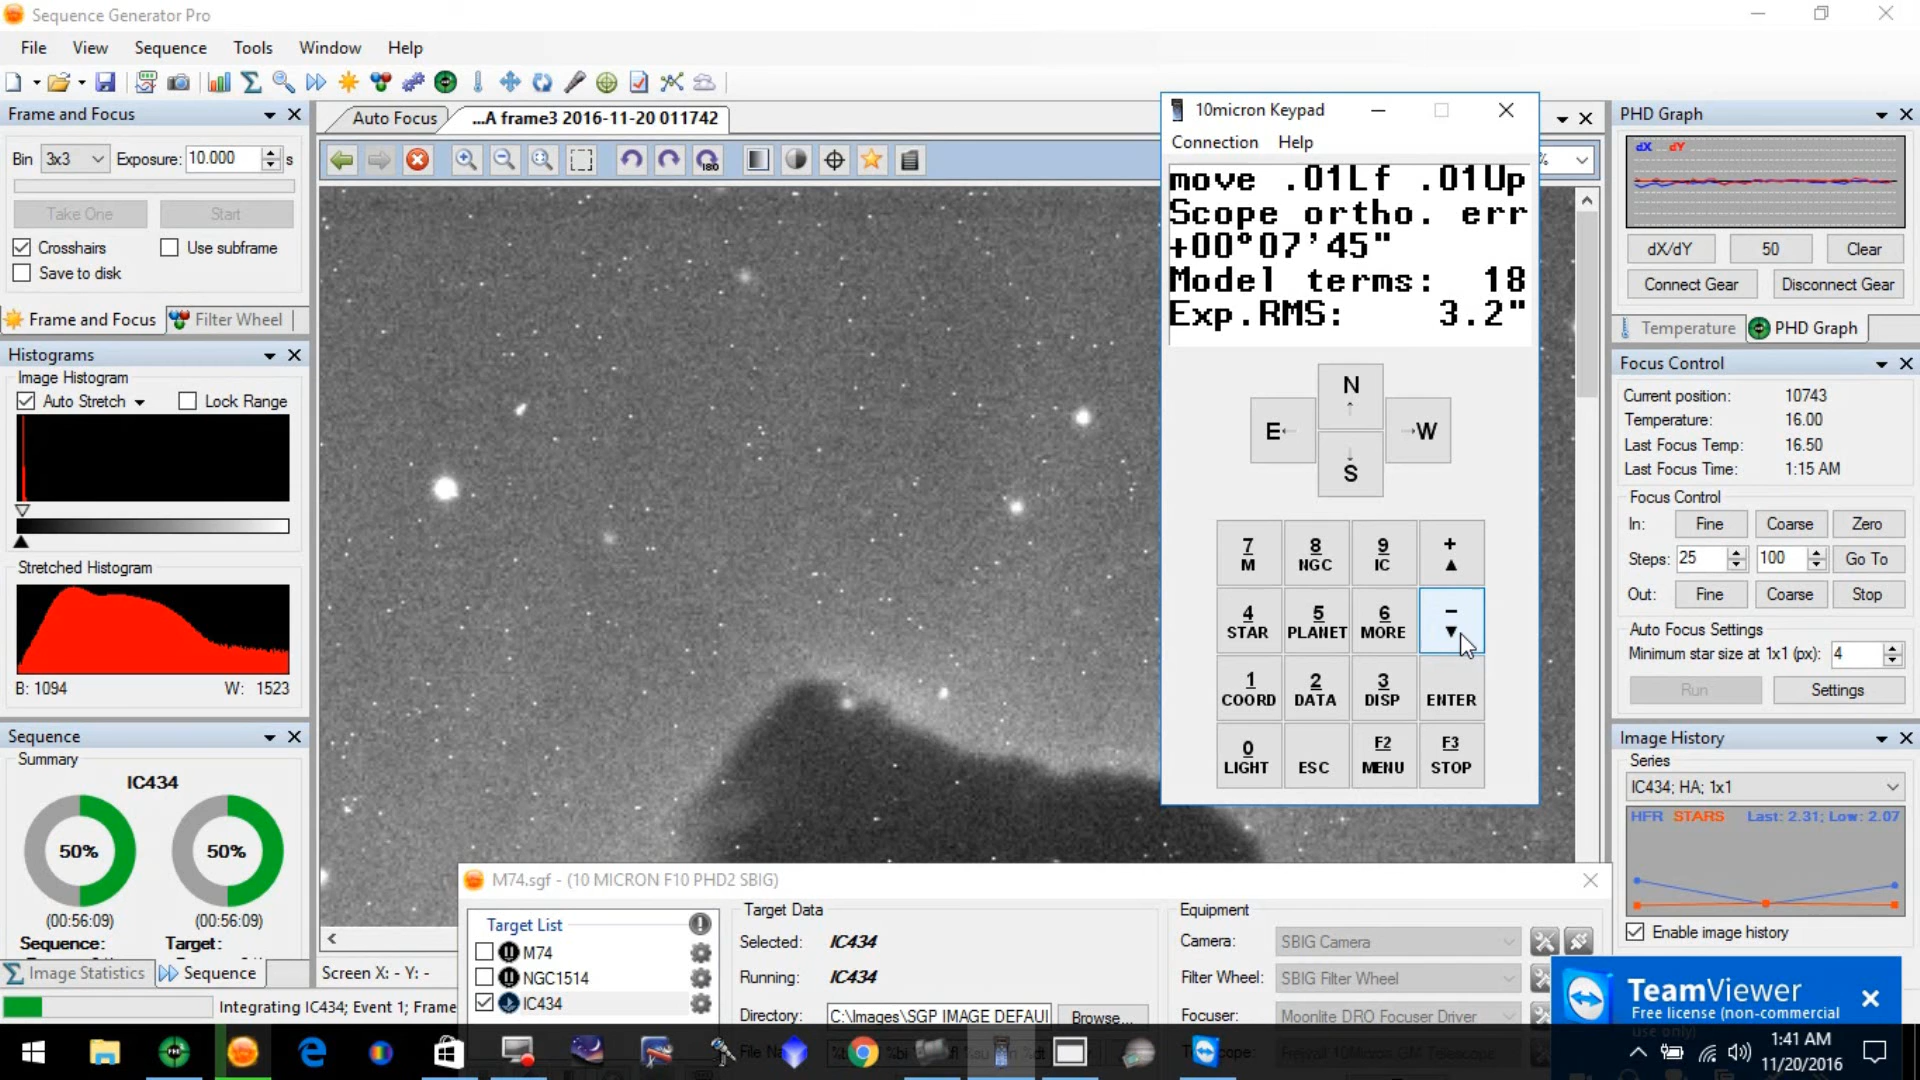 Sequence Generator Pro
File View Sequence Tools Window Help
Frame and Focus
Bin 3x3 Exposure: 10.000 s
Take One Start
Crosshairs Use subframe
Save to disk
Frame and Focus Filter Wheel
Histograms
Image Histogram
Auto Stretch Lock Range
Stretched Histogram
B: 1094 W: 1523
Sequence
Summary
IC434
50% 50%
(00:56:09) (00:56:09)
Sequence: Target:
Image Statistics Sequence
Integrating IC434; Event 1; Frame
Auto Focus ...A frame3 2016-11-20 011742
180
%
Screen X: - Y: -
10micron Keypad
Connection Help
move .01Lf .01Up
Scope ortho. err
+00°07'45"
Model terms: 18
Exp.RMS: 3.2"
N
E W
S
7 8 9 +
M NGC IC
4 5 6 −
STAR PLANET MORE
1 2 3
COORD DATA DISP ENTER
0 F2 F3
LIGHT ESC MENU STOP
PHD Graph
dX dY
dX/dY 50 Clear
Connect Gear Disconnect Gear
Temperature PHD Graph
Focus Control
Current position: 10743
Temperature: 16.00
Last Focus Temp: 16.50
Last Focus Time: 1:15 AM
Focus Control
In: Fine Coarse Zero
Steps: 25 100 Go To
Out: Fine Coarse Stop
Auto Focus Settings
Minimum star size at 1x1 (px): 4
Run Settings
Image History
Series
IC434; HA; 1x1
HFR STARS Last: 2.31; Low: 2.07
Enable image history
M74.sgf - (10 MICRON F10 PHD2 SBIG)
Target List
M74
NGC1514
IC434
Target Data
Selected: IC434
Running: IC434
Directory: C:\Images\SGP IMAGE DEFAUI Browse...
Equipment
Camera: SBIG Camera
Filter Wheel: SBIG Filter Wheel
Focuser: Moonlite DRO Focuser Driver
TeamViewer
Free license (non-commercial
use only)
1:41 AM
11/20/2016